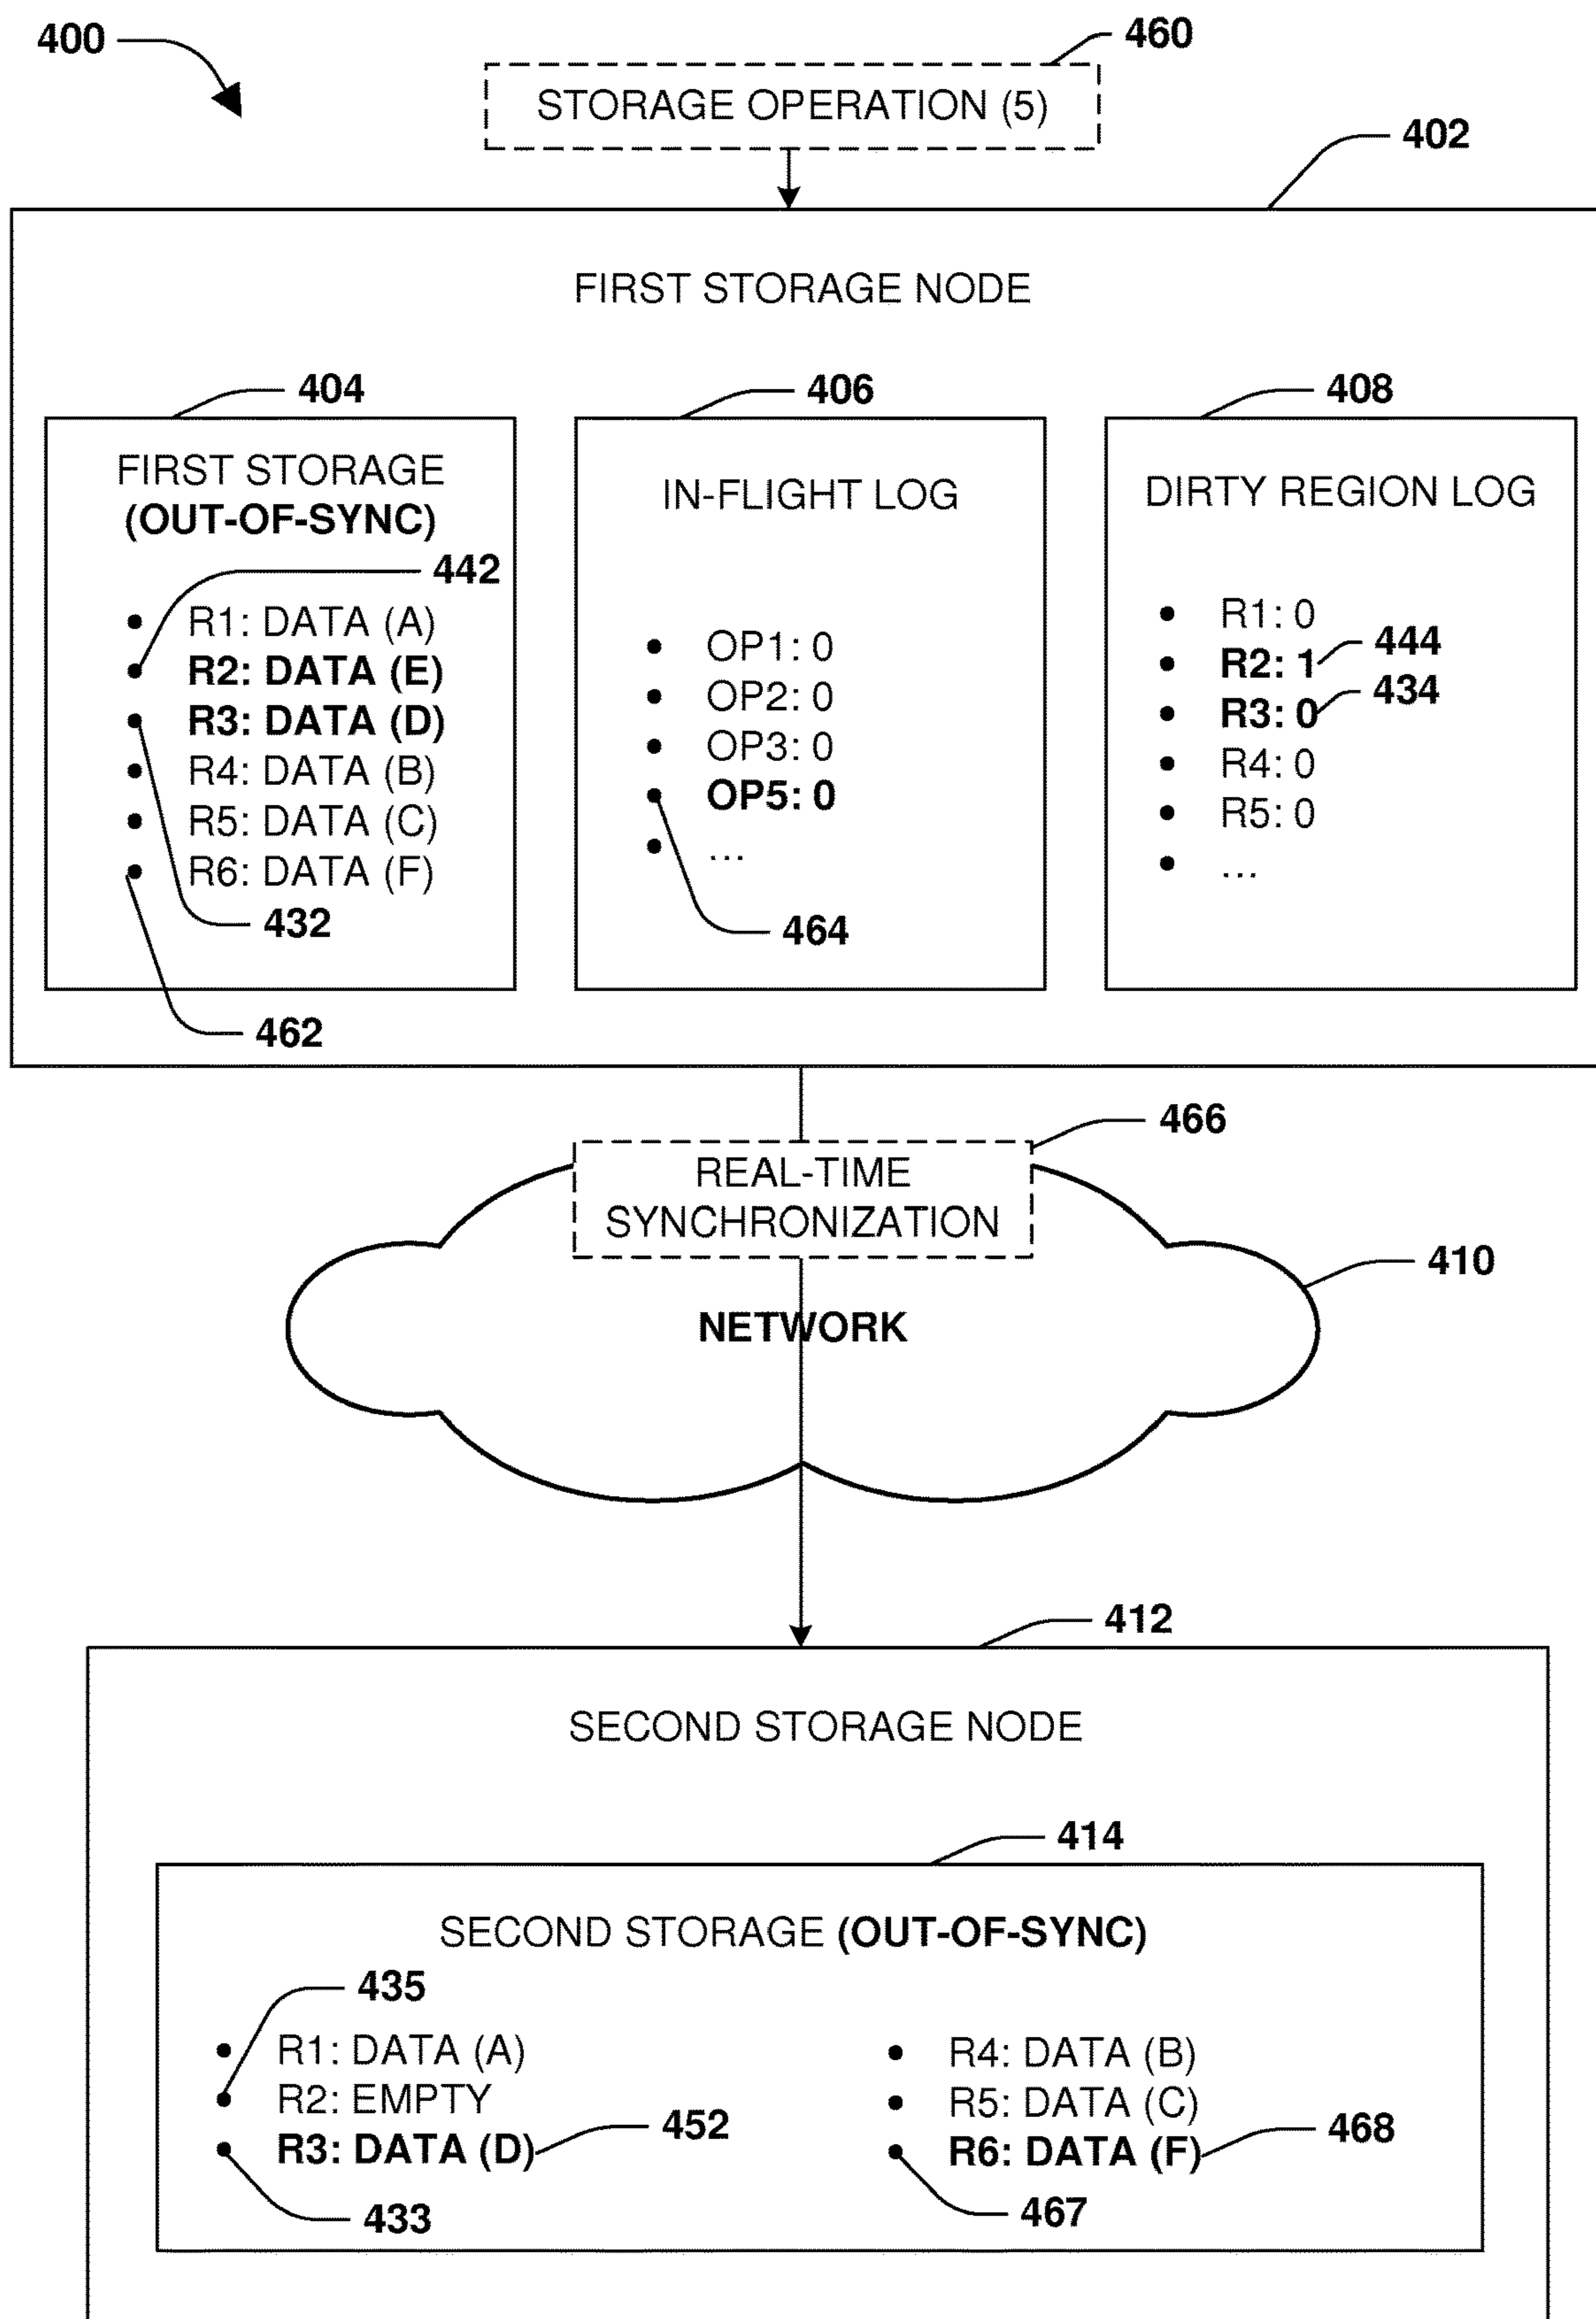 400
460
STORAGE OPERATION (5)
402
FIRST STORAGE NODE
404
FIRST STORAGE
(OUT-OF-SYNC)
442
• R1: DATA (A)
• R2: DATA (E)
• R3: DATA (D)
• R4: DATA (B)
• R5: DATA (C)
• R6: DATA (F)
432
462
406
IN-FLIGHT LOG
• OP1: 0
• OP2: 0
• OP3: 0
• OP5: 0
• ...
464
408
DIRTY REGION LOG
• R1: 0
• R2: 1 444
• R3: 0 434
• R4: 0
• R5: 0
• ...
466
REAL-TIME
SYNCHRONIZATION
410
NETWORK
412
SECOND STORAGE NODE
414
SECOND STORAGE (OUT-OF-SYNC)
435
• R1: DATA (A)
• R2: EMPTY
• R3: DATA (D) 452
433
• R4: DATA (B)
• R5: DATA (C)
• R6: DATA (F) 468
467